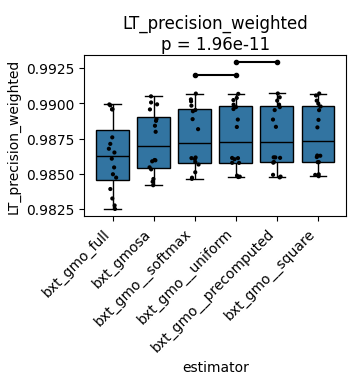 LT_precision_weighted
p = 1.96e-11
LT_precision_weighted
0.9925
0.9900
0.9875
0.9850
0.9825
bxt_gmo_full
bxt_gmosa
bxt_gmo__softmax
bxt_gmo__uniform
bxt_gmo__precomputed
bxt_gmo__square
estimator